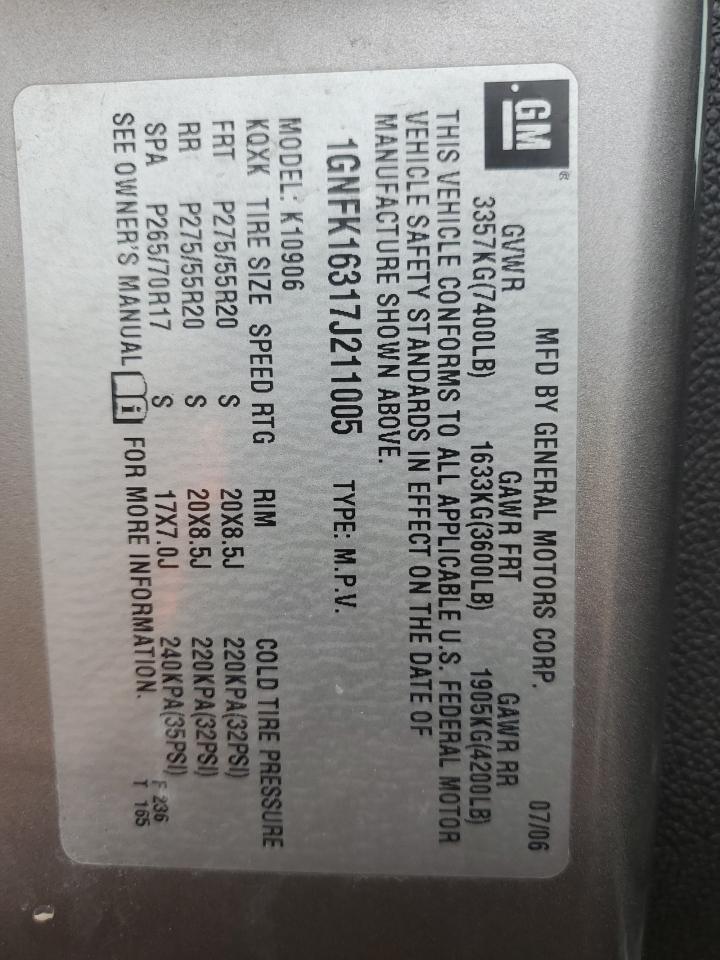 GM®
MFD BY GENERAL MOTORS CORP. 07/06
GVWR GAWR FRT GAWR RR
3357KG(7400LB) 1633KG(3600LB) 1905KG(4200LB)
THIS VEHICLE CONFORMS TO ALL APPLICABLE U.S. FEDERAL MOTOR
VEHICLE SAFETY STANDARDS IN EFFECT ON THE DATE OF
MANUFACTURE SHOWN ABOVE.
1GNFK16317J211005 TYPE: M.P.V.
MODEL: K10906
KQXK TIRE SIZE SPEED RTG RIM COLD TIRE PRESSURE
FRT P275/55R20 S 20X8.5J 220KPA(32PSI)
RR P275/55R20 S 20X8.5J 220KPA(32PSI)
SPA P265/70R17 S 17X7.0J 240KPA(35PSI) F 236
SEE OWNER'S MANUAL i FOR MORE INFORMATION. T 165